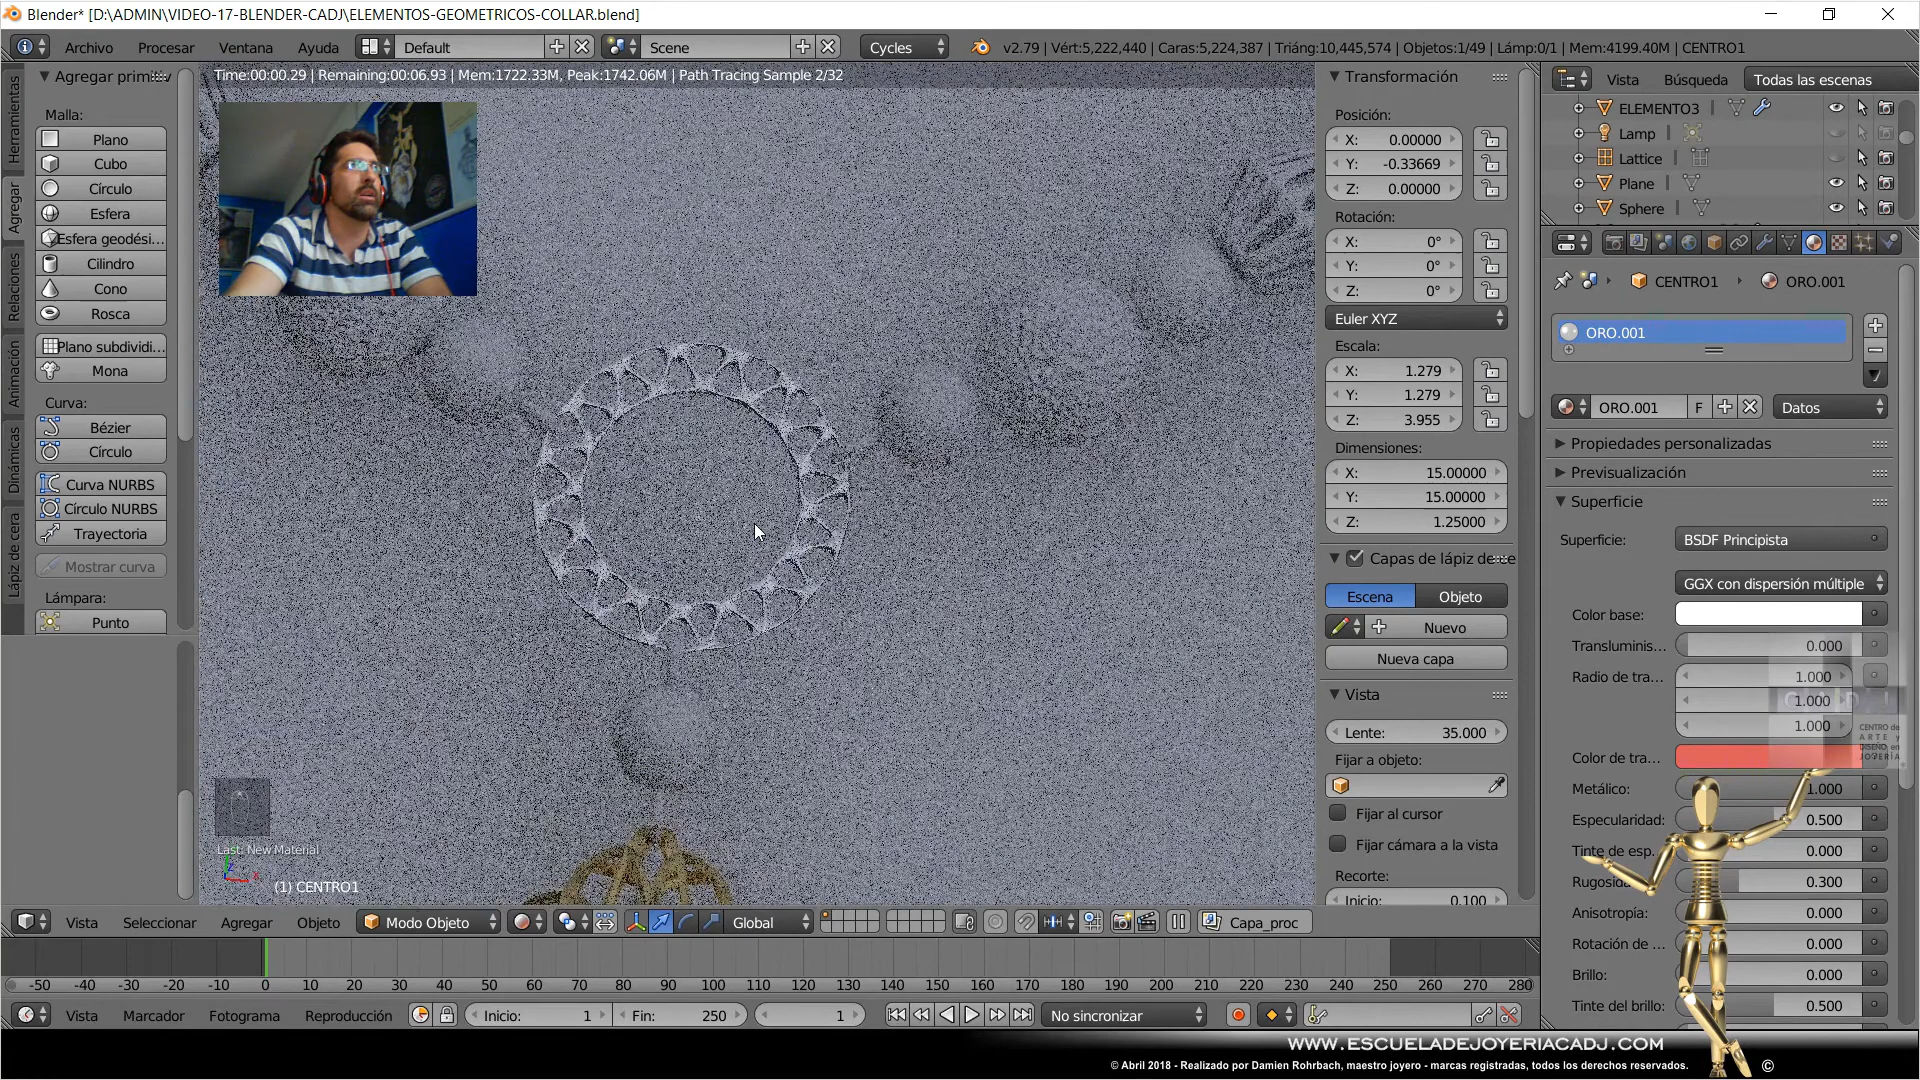 Blender* [D:\ADMIN\VIDEO-17-BLENDER-CADJ\ELEMENTOS-GEOMETRICOS-COLLAR.blend]
Archivo Procesar Ventana Ayuda Default Scene Cycles v2.79 | Vért:5,222,440 | Caras:5,224,387 | Triáng:10,445,574 | Objetos:1/49 | Lámp:0/1 | Mem:4199.40M | CENTRO1
Time:00:00.29 | Remaining:00:06.93 | Mem:1722.33M, Peak:1742.06M | Path Tracing Sample 2/32
Herramientas
Agregar
Relaciones
Animación
Dinámicas
Lápiz de cera
Agregar primitiv
Malla:
Plano
Cubo
Círculo
Esfera
Esfera geodési...
Cilindro
Cono
Rosca
Plano subdividi...
Mona
Curva:
Bézier
Círculo
Curva NURBS
Círculo NURBS
Trayectoria
Mostrar curva
Lámpara:
Punto
Last: New Material
(1) CENTRO1
Transformación
Posición:
X: 0.00000
Y: -0.33669
Z: 0.00000
Rotación:
X: 0°
Y: 0°
Z: 0°
Euler XYZ
Escala:
X: 1.279
Y: 1.279
Z: 3.955
Dimensiones:
X: 15.00000
Y: 15.00000
Z: 1.25000
Capas de lápiz de ce
Escena Objeto
Nuevo
Nueva capa
Vista
Lente: 35.000
Fijar a objeto:
Fijar al cursor
Fijar cámara a la vista
Recorte:
Inicio: 0.100
Vista Búsqueda Todas las escenas
ELEMENTO3
Lamp
Lattice
Plane
Sphere
CENTRO1 ORO.001
ORO.001
ORO.001 F Datos
Propiedades personalizadas
Previsualización
Superficie
Superficie: BSDF Principista
GGX con dispersión múltiple
Color base:
Transluminis... 0.000
Radio de tra... 1.000
1.000
1.000
CENTRO de
ARTE y
DISEÑO en
JOYERÍA
Color de tra...
Metálico: 1.000
Especularidad: 0.500
Tinte de esp. 0.000
Rugosida 0.300
Anisotropía: 0.000
Rotación de ... 0.000
Brillo: 0.000
Tinte del brillo: 0.500
Vista Seleccionar Agregar Objeto Modo Objeto Global Capa_proc
-50 -40 -30 -20 -10 0 10 20 30 40 50 60 70 80 90 100 110 120 130 140 150 160 170 180 190 200 210 220 230 240 250 260 270 280
Vista Marcador Fotograma Reproducción Inicio: 1 Fin: 250 1 No sincronizar
WWW.ESCUELADEJOYERIACADJ.COM
© Abril 2018 - Realizado por Damien Rohrbach, maestro joyero - marcas registradas, todos los derechos reservados. ©